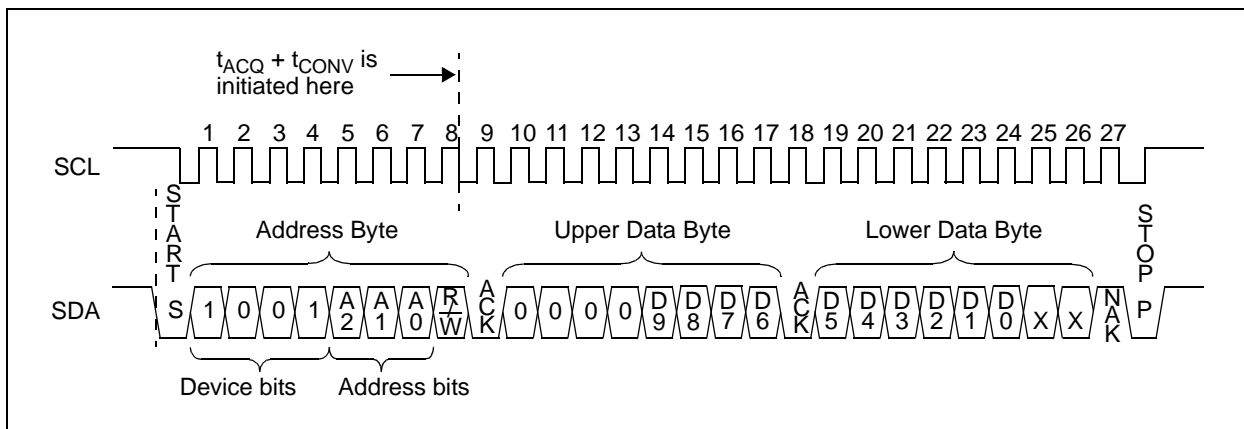 tACQ + tCONV is
initiated here
1 2 3 4 5 6 7 8 9 10 11 12 13 14 15 16 17 18 19 20 21 22 23 24 25 26 27
SCL
START
Address Byte
Upper Data Byte
Lower Data Byte
STOP
SDA
S 1 0 0 1 A2 A1 A0 R/W ACK 0 0 0 0 D9 D8 D7 D6 ACK D5 D4 D3 D2 D1 D0 X X NAK P
Device bits
Address bits